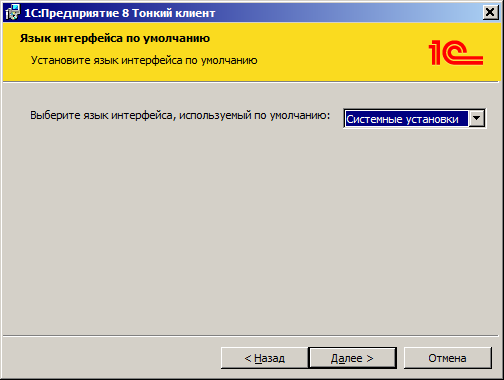 1С:Предприятие 8 Тонкий клиент
Язык интерфейса по умолчанию
Установите язык интерфейса по умолчанию
1С
Выберите язык интерфейса, используемый по умолчанию:
Системные установки
< Назад
Далее >
Отмена